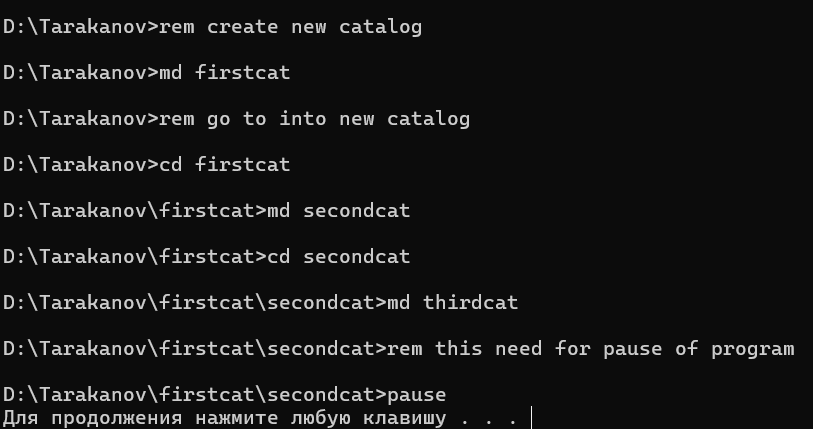 D:\Tarakanov>rem create new catalog
D:\Tarakanov>md firstcat
D:\Tarakanov>rem go to into new catalog
D:\Tarakanov>cd firstcat
D:\Tarakanov\firstcat>md secondcat
D:\Tarakanov\firstcat>cd secondcat
D:\Tarakanov\firstcat\secondcat>md thirdcat
D:\Tarakanov\firstcat\secondcat>rem this need for pause of program
D:\Tarakanov\firstcat\secondcat>pause
Для продолжения нажмите любую клавишу . . .